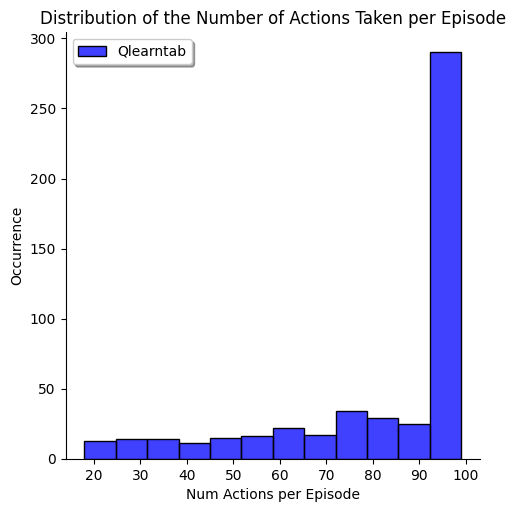 Distribution of the Number of Actions Taken per Episode
Qlearntab
300
250
200
150
100
50
0
Occurrence
20 30 40 50 60 70 80 90 100
Num Actions per Episode